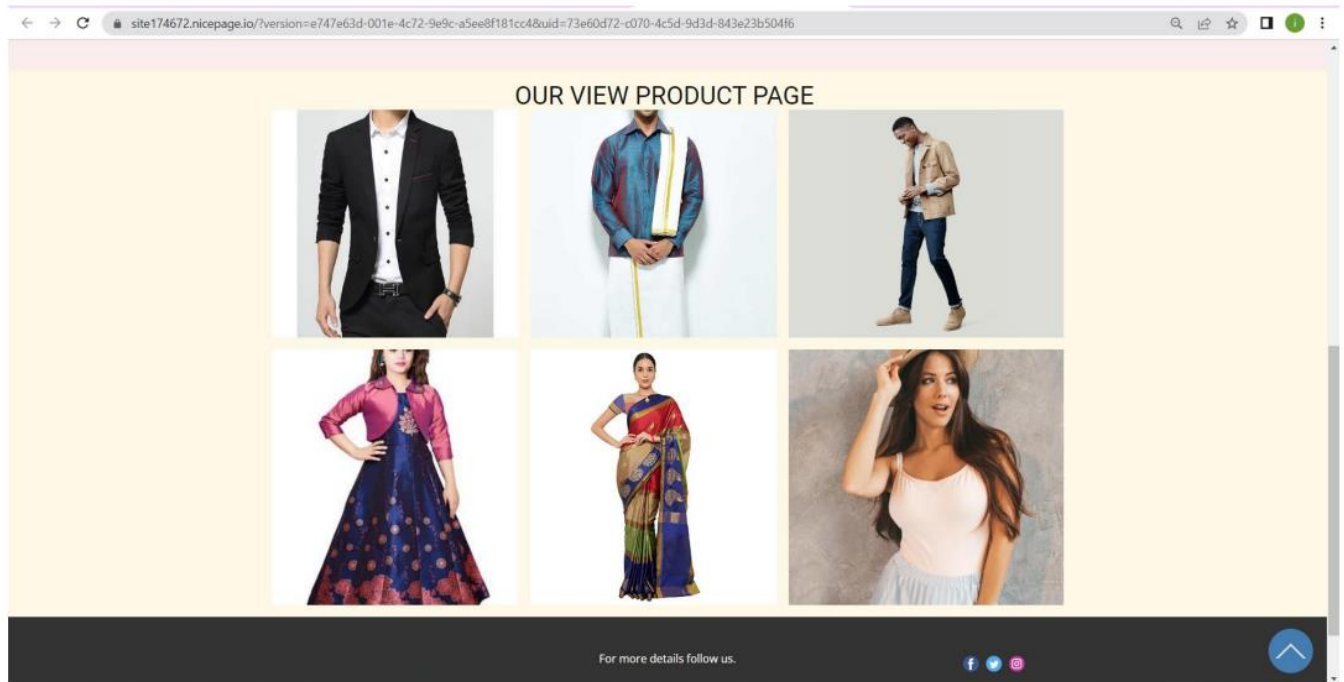 site174672.nicepage.io/?version=e747e63d-001e-4c72-9e9c-a5ee8f181cc4&uid=73e60d72-c070-4c5d-9d3d-843e23b504f6
OUR VIEW PRODUCT PAGE
For more details follow us.